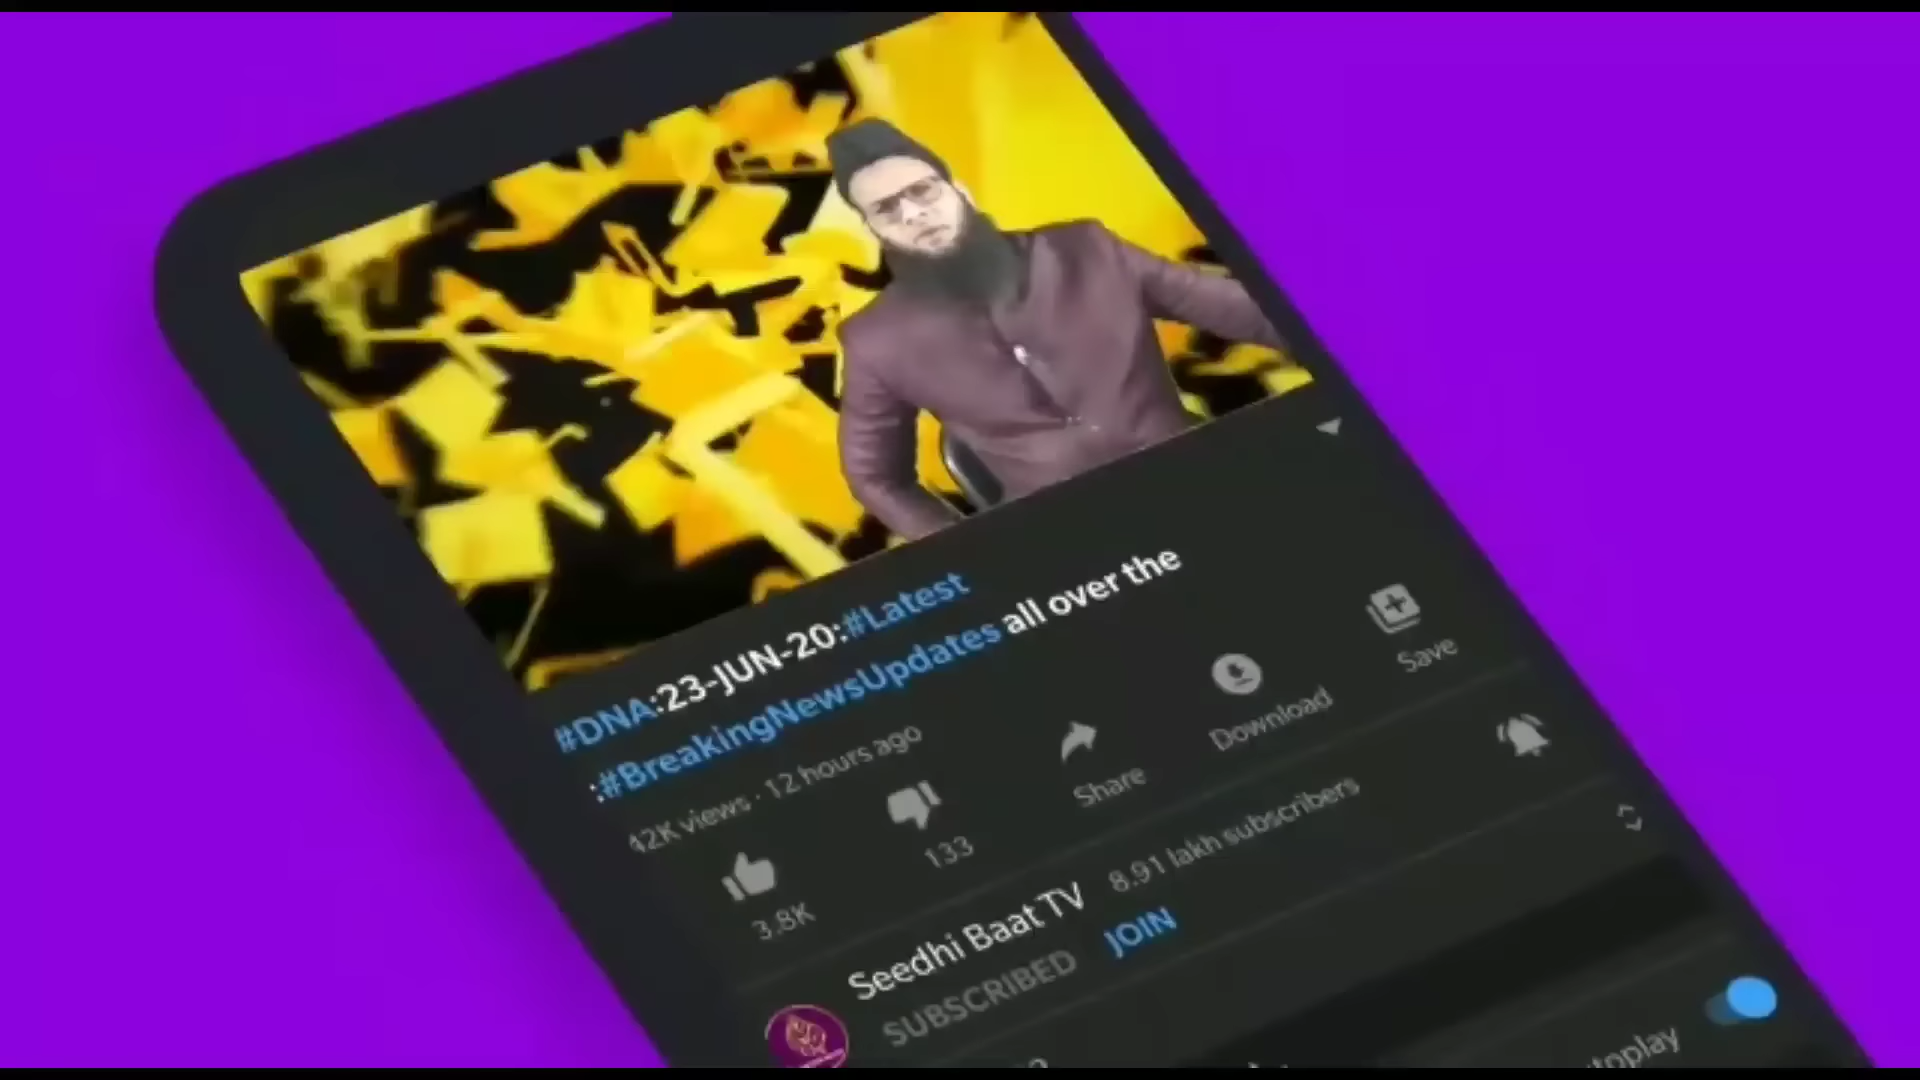 #DNA:23-JUN-20:#Latest
:#BreakingNewsUpdates all over the
42K views · 12 hours ago
3.8K
133
Share
Download
Save
Seedhi Baat TV 8.91 lakh subscribers
SUBSCRIBED JOIN